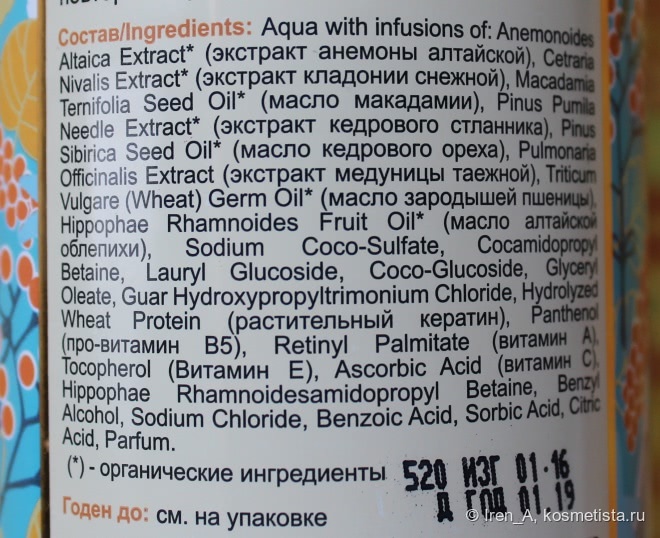 Состав/Ingredients: Aqua with infusions of: Anemonoides
Altaica Extract* (экстракт анемоны алтайской), Cetraria
Nivalis Extract* (экстракт кладонии снежной), Macadamia
Ternifolia Seed Oil* (масло макадамии), Pinus Pumila
Needle Extract* (экстракт кедрового стланника), Pinus
Sibirica Seed Oil* (масло кедрового ореха), Pulmonaria
Officinalis Extract (экстракт медуницы таежной), Triticum
Vulgare (Wheat) Germ Oil* (масло зародышей пшеницы),
Hippophae Rhamnoides Fruit Oil* (масло алтайской
облепихи), Sodium Coco-Sulfate, Cocamidopropyl
Betaine, Lauryl Glucoside, Coco-Glucoside, Glyceryl
Oleate, Guar Hydroxypropyltrimonium Chloride, Hydrolyzed
Wheat Protein (растительный кератин), Panthenol
(про-витамин B5), Retinyl Palmitate (витамин A),
Tocopherol (Витамин E), Ascorbic Acid (витамин C),
Hippophae Rhamnoidesamidopropyl Betaine, Benzyl
Alcohol, Sodium Chloride, Benzoic Acid, Sorbic Acid, Citric
Acid, Parfum.
(*) - органические ингредиенты
520 ИЗГ 01·16
Д ГОД 01 19
Годен до: см. на упаковке
© Iren_A, kosmetista.ru